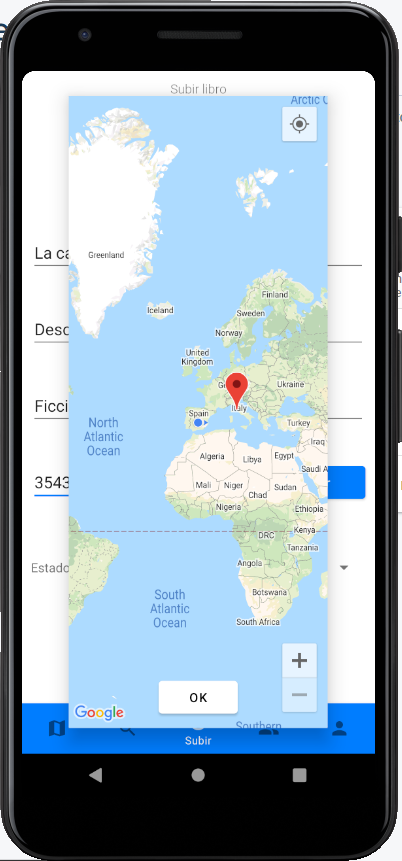 Subir libro
Arctic O
Greenland
La ca
Iceland
Finland
Sweden
Norway
United
Kingdom
Desc
Ukraine
Spain
Italy
Turkey
Ficci
North
Atlantic
Ocean
Iraq
Algeria
Libya
Egypt
Saudi A
3543
Mali
Niger
Chad
Sudan
Nigeria
Ethiopia
DRC
Kenya
Tanzania
Estado
Angola
South
Atlantic
Ocean
Botswana
South Africa
+
−
OK
Google
Southern
Subir